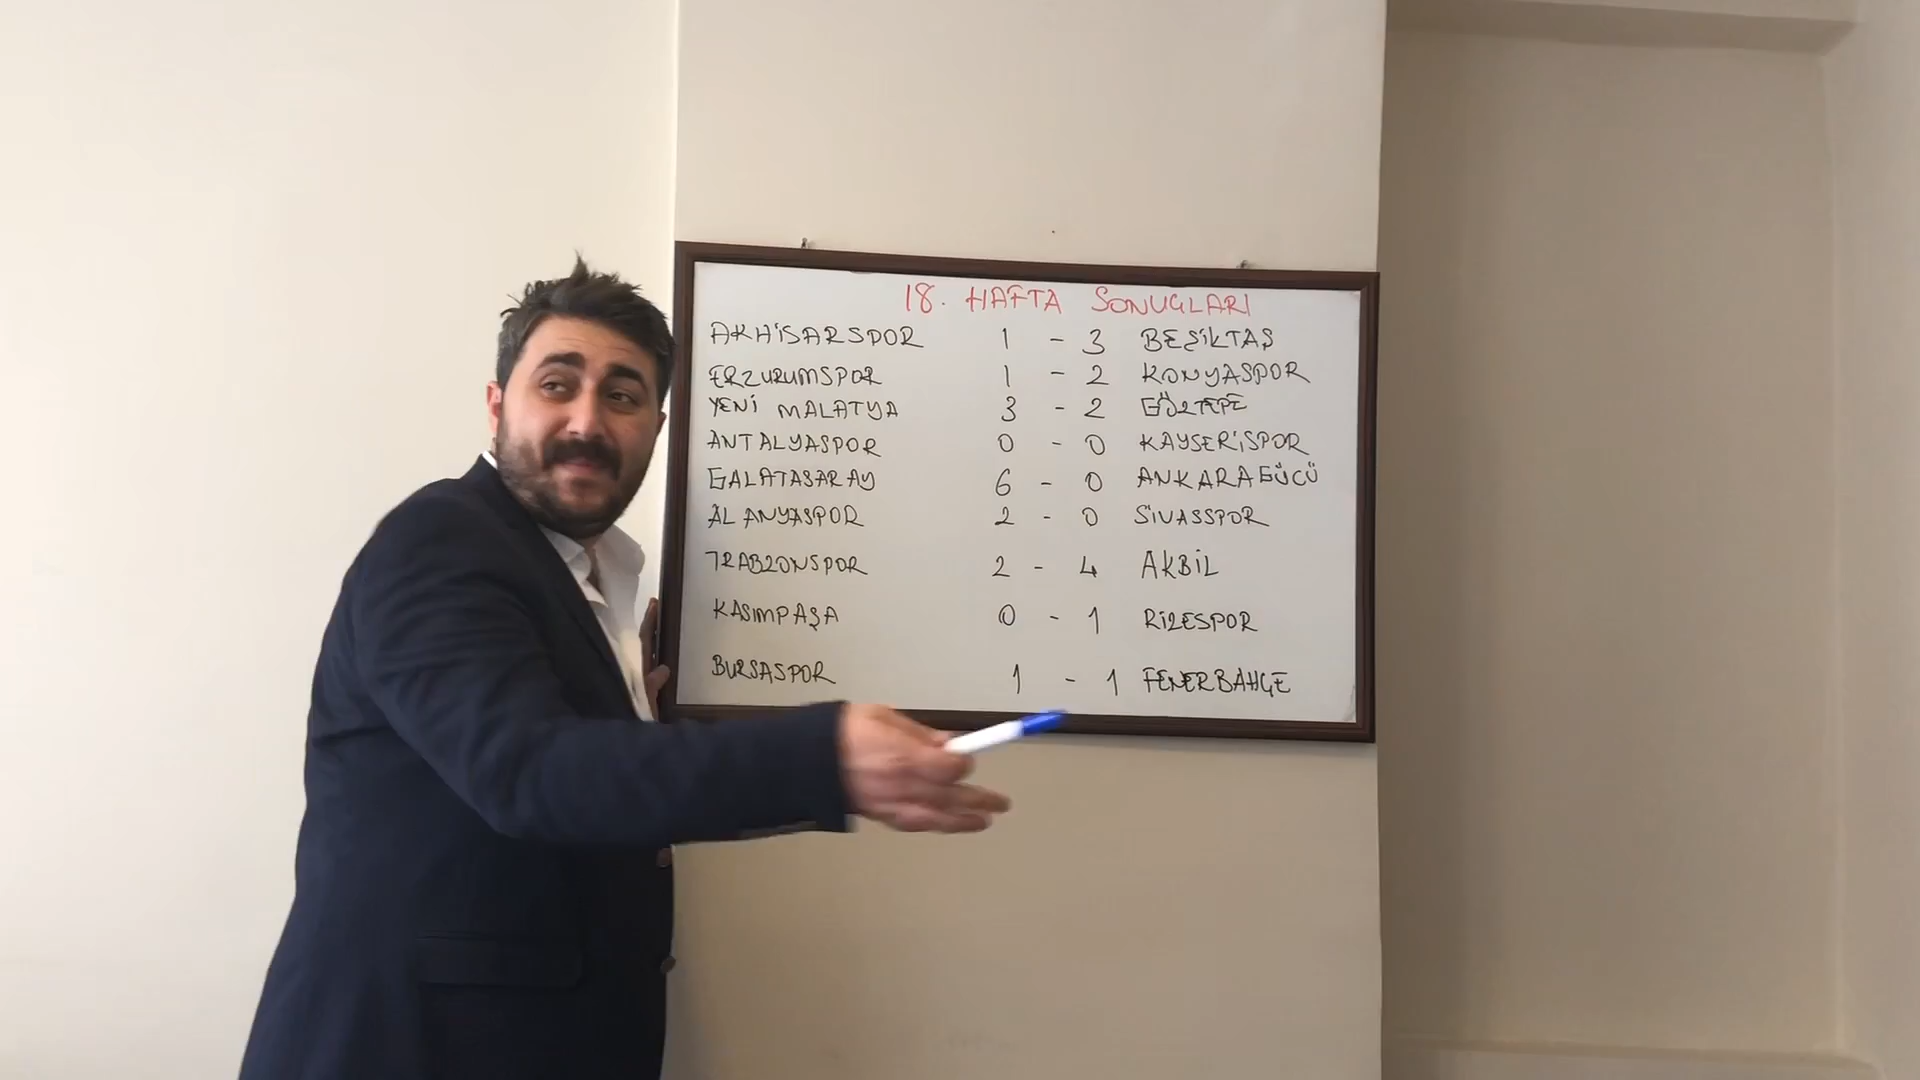 18. HAFTA SONUÇLARI
AKHİSARSPOR 1 - 3 BEŞİKTAŞ
ERZURUMSPOR 1 - 2 KONYASPOR
YENİ MALATYA 3 - 2 GÖZTEPE
ANTALYASPOR 0 - 0 KAYSERİSPOR
GALATASARAY 6 - 0 ANKARAGÜCÜ
ALANYASPOR 2 - 0 SİVASSPOR
TRABZONSPOR 2 - 4 AKBİL
KASIMPAŞA 0 - 1 RİZESPOR
BURSASPOR 1 - 1 FENERBAHÇE